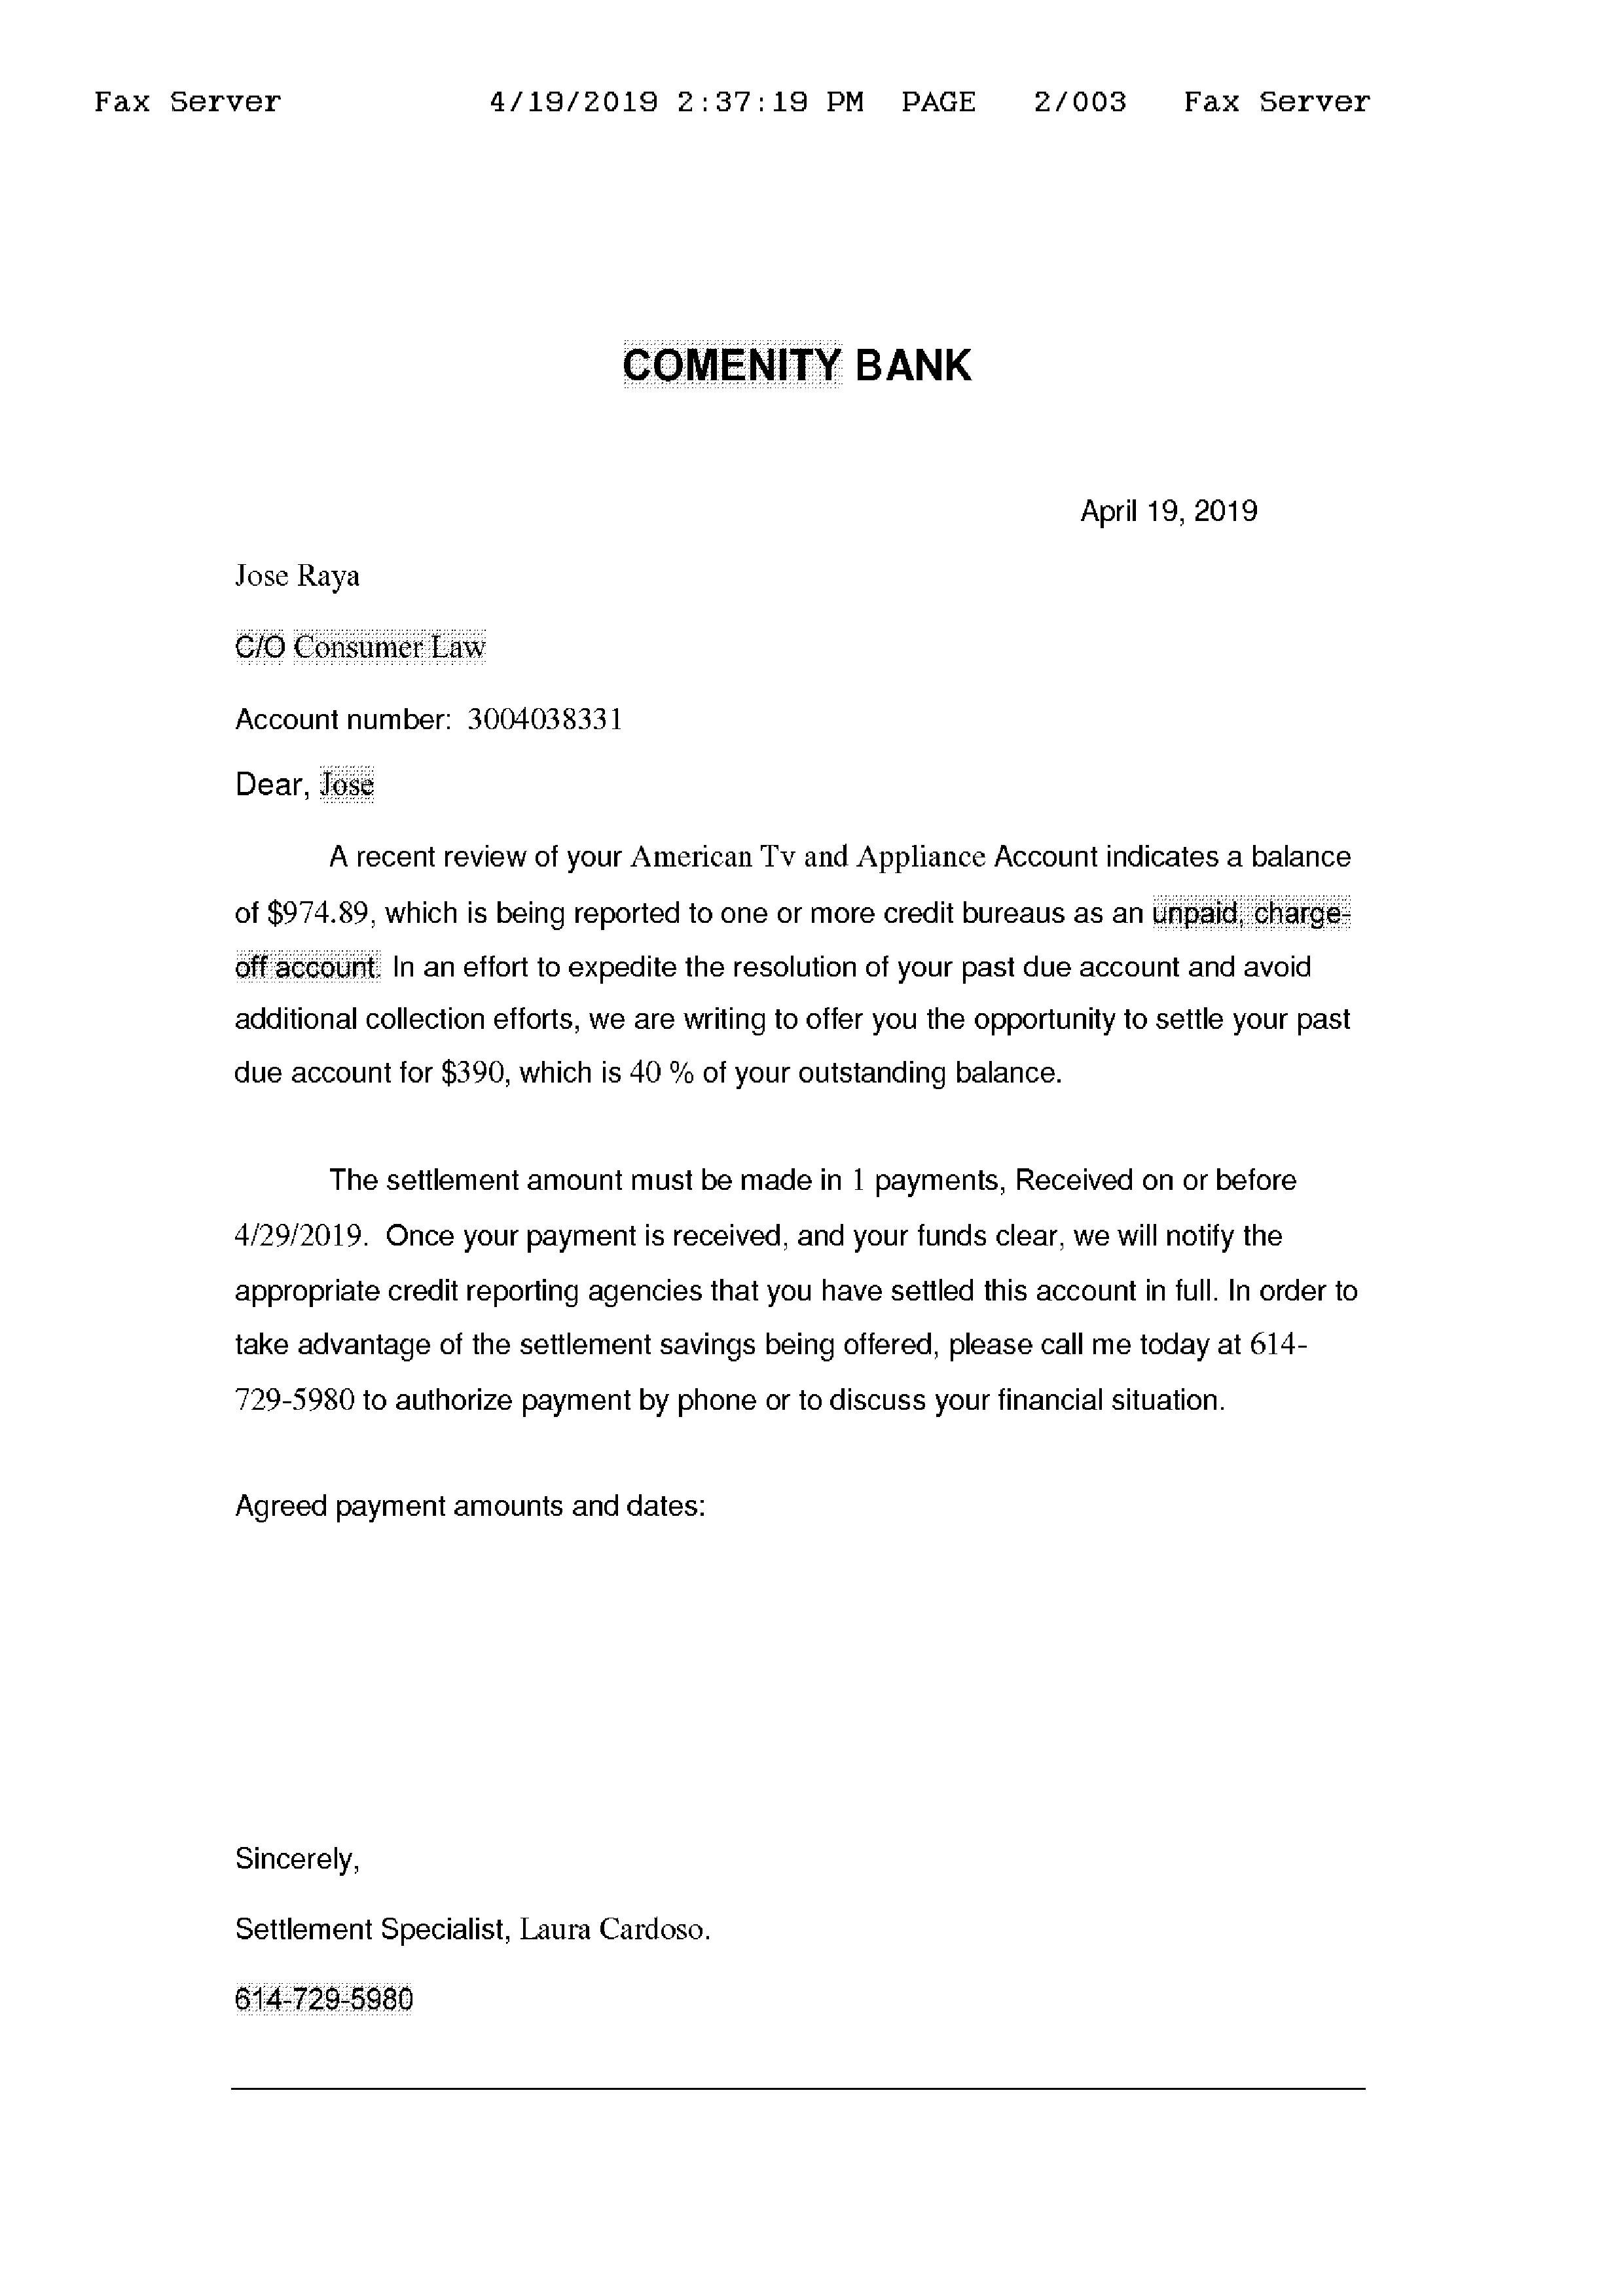 Fax Server 4/19/2019 2:37:19 PM PAGE 2/003 Fax Server
COMENITY BANK
April 19, 2019
Jose Raya
C/O Consumer Law
Account number: 3004038331
Dear, Jose
A recent review of your American Tv and Appliance Account indicates a balance
of $974.89, which is being reported to one or more credit bureaus as an unpaid, charge-
off account. In an effort to expedite the resolution of your past due account and avoid
additional collection efforts, we are writing to offer you the opportunity to settle your past
due account for $390, which is 40 % of your outstanding balance.
The settlement amount must be made in 1 payments, Received on or before
4/29/2019. Once your payment is received, and your funds clear, we will notify the
appropriate credit reporting agencies that you have settled this account in full. In order to
take advantage of the settlement savings being offered, please call me today at 614-
729-5980 to authorize payment by phone or to discuss your financial situation.
Agreed payment amounts and dates:
Sincerely,
Settlement Specialist, Laura Cardoso.
614-729-5980